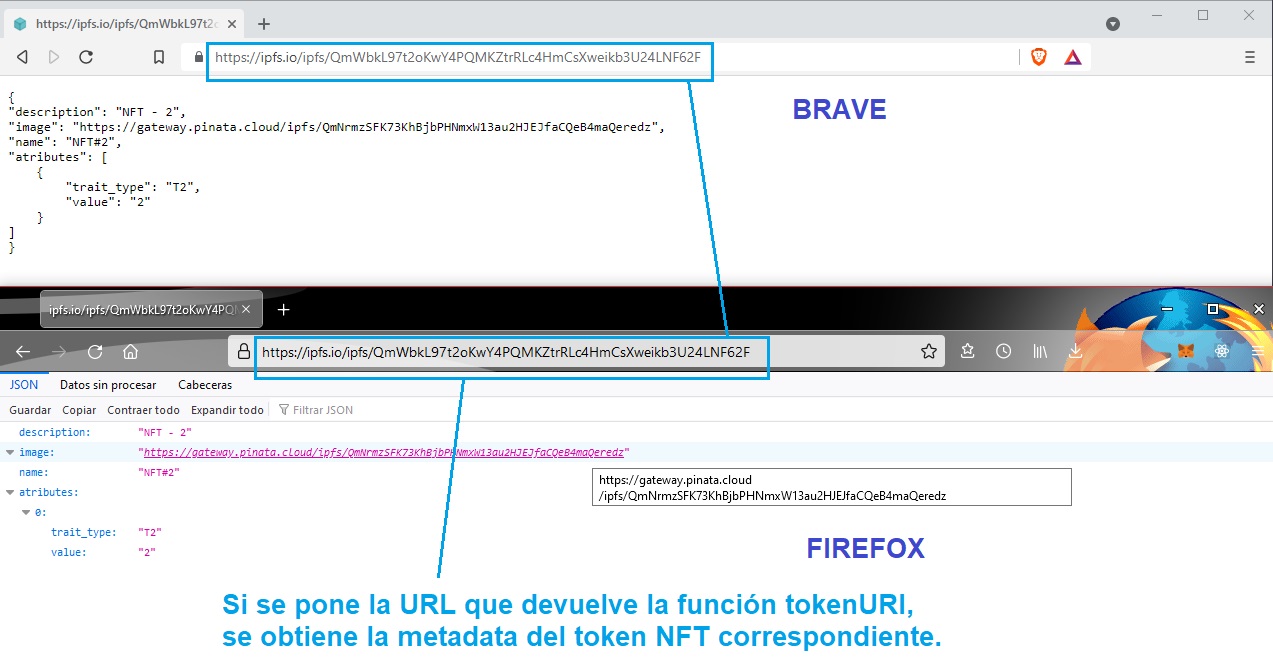 https://ipfs.io/ipfs/QmWbkL97t2
https://ipfs.io/ipfs/QmWbkL97t2oKwY4PQMKZtrRLc4HmCsXweikb3U24LNF62F
{
"description": "NFT - 2",
"image": "https://gateway.pinata.cloud/ipfs/QmNrmzSFK73KhBjbPHNmxW13au2HJEJfaCQeB4maQeredz",
"name": "NFT#2",
"atributes": [
{
"trait_type": "T2",
"value": "2"
}
]
}
BRAVE
ipfs.io/ipfs/QmWbkL97t2oKwY4PQ
https://ipfs.io/ipfs/QmWbkL97t2oKwY4PQMKZtrRLc4HmCsXweikb3U24LNF62F
JSON Datos sin procesar Cabeceras
Guardar Copiar Contraer todo Expandir todo Filtrar JSON
description: "NFT - 2"
image: "https://gateway.pinata.cloud/ipfs/QmNrmzSFK73KhBjbPHNmxW13au2HJEJfaCQeB4maQeredz"
name: "NFT#2"
https://gateway.pinata.cloud
/ipfs/QmNrmzSFK73KhBjbPHNmxW13au2HJEJfaCQeB4maQeredz
atributes:
0:
trait_type: "T2"
value: "2"
FIREFOX
Si se pone la URL que devuelve la función tokenURI,
se obtiene la metadata del token NFT correspondiente.